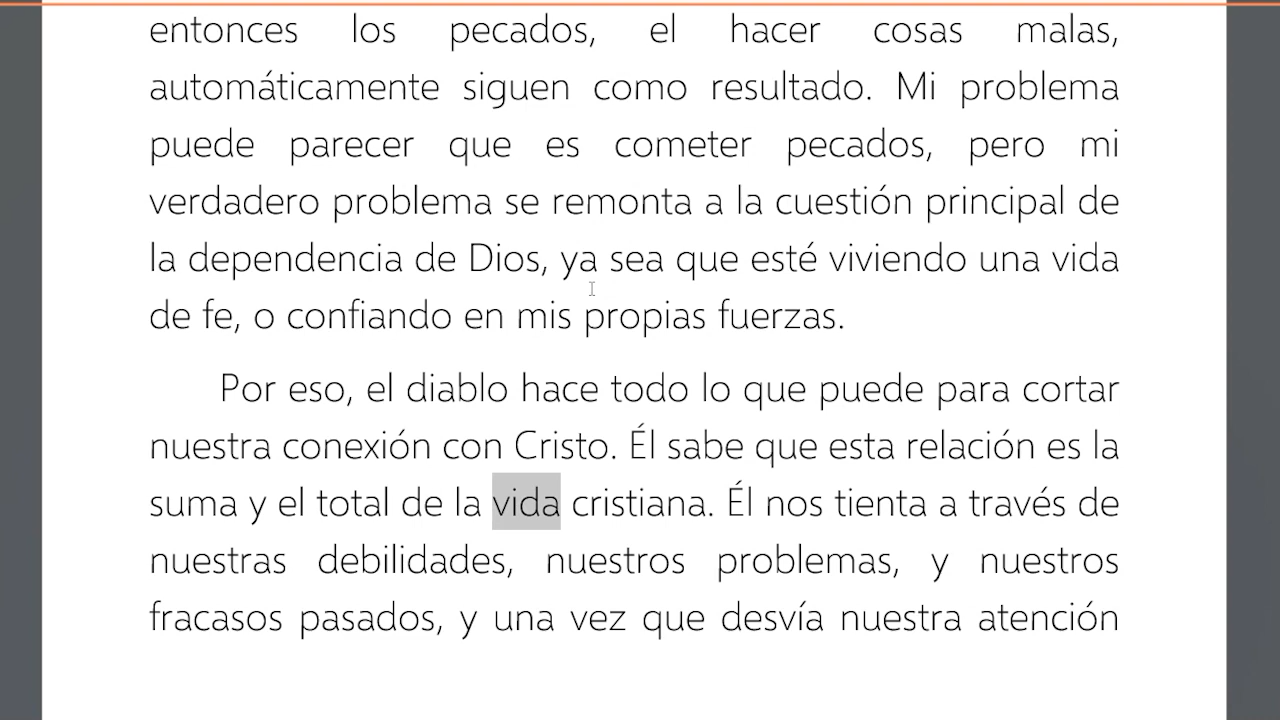 entonces los pecados, el hacer cosas malas,
automáticamente siguen como resultado. Mi problema
puede parecer que es cometer pecados, pero mi
verdadero problema se remonta a la cuestión principal de
la dependencia de Dios, ya sea que esté viviendo una vida
de fe, o confiando en mis propias fuerzas.
Por eso, el diablo hace todo lo que puede para cortar
nuestra conexión con Cristo. Él sabe que esta relación es la
suma y el total de la vida cristiana. Él nos tienta a través de
nuestras debilidades, nuestros problemas, y nuestros
fracasos pasados, y una vez que desvía nuestra atención